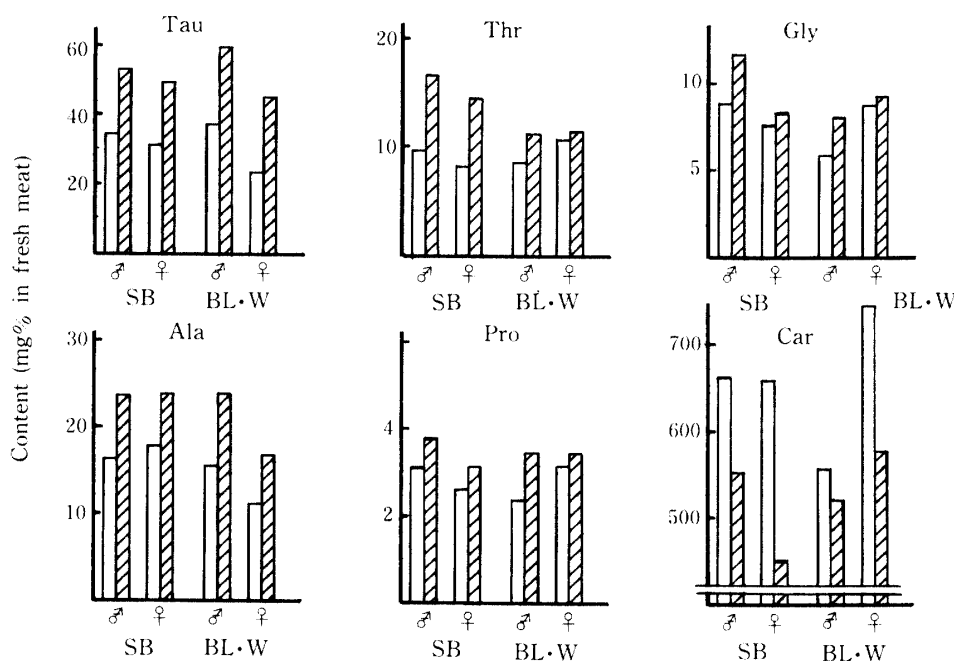 Content (mg% in fresh meat)
Tau
60
40
20
♂ ♀ ♂ ♀
SB BL·W
Thr
20
10
♂ ♀ ♂ ♀
SB BL·W
Gly
10
5
♂ ♀ ♂ ♀
SB BL·W
Ala
30
20
10
♂ ♀ ♂ ♀
SB BL·W
Pro
4
2
♂ ♀ ♂ ♀
SB BL·W
Car
700
600
500
♂ ♀ ♂ ♀
SB BL·W